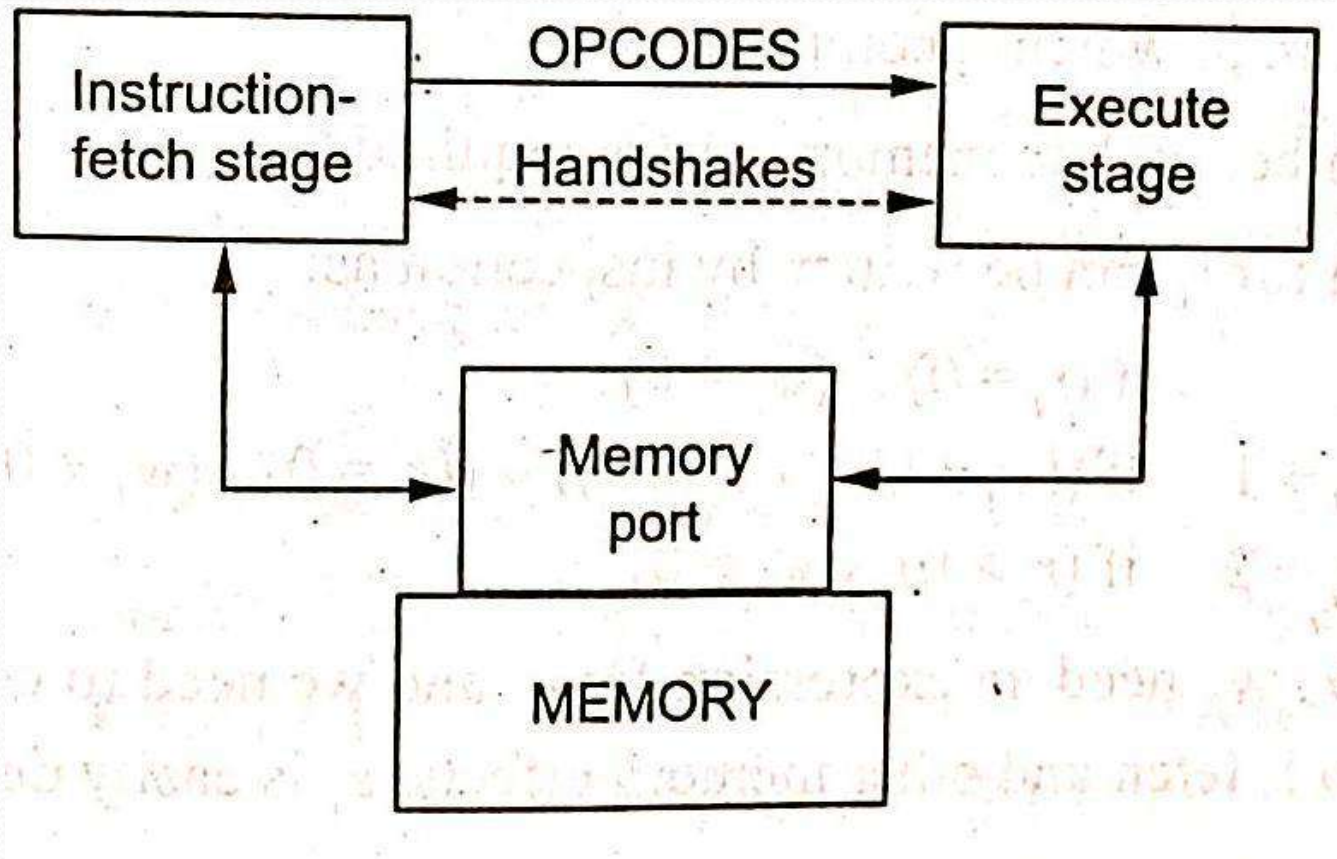 OPCODES
Instruction-
fetch stage
Execute
stage
Handshakes
Memory
port
MEMORY